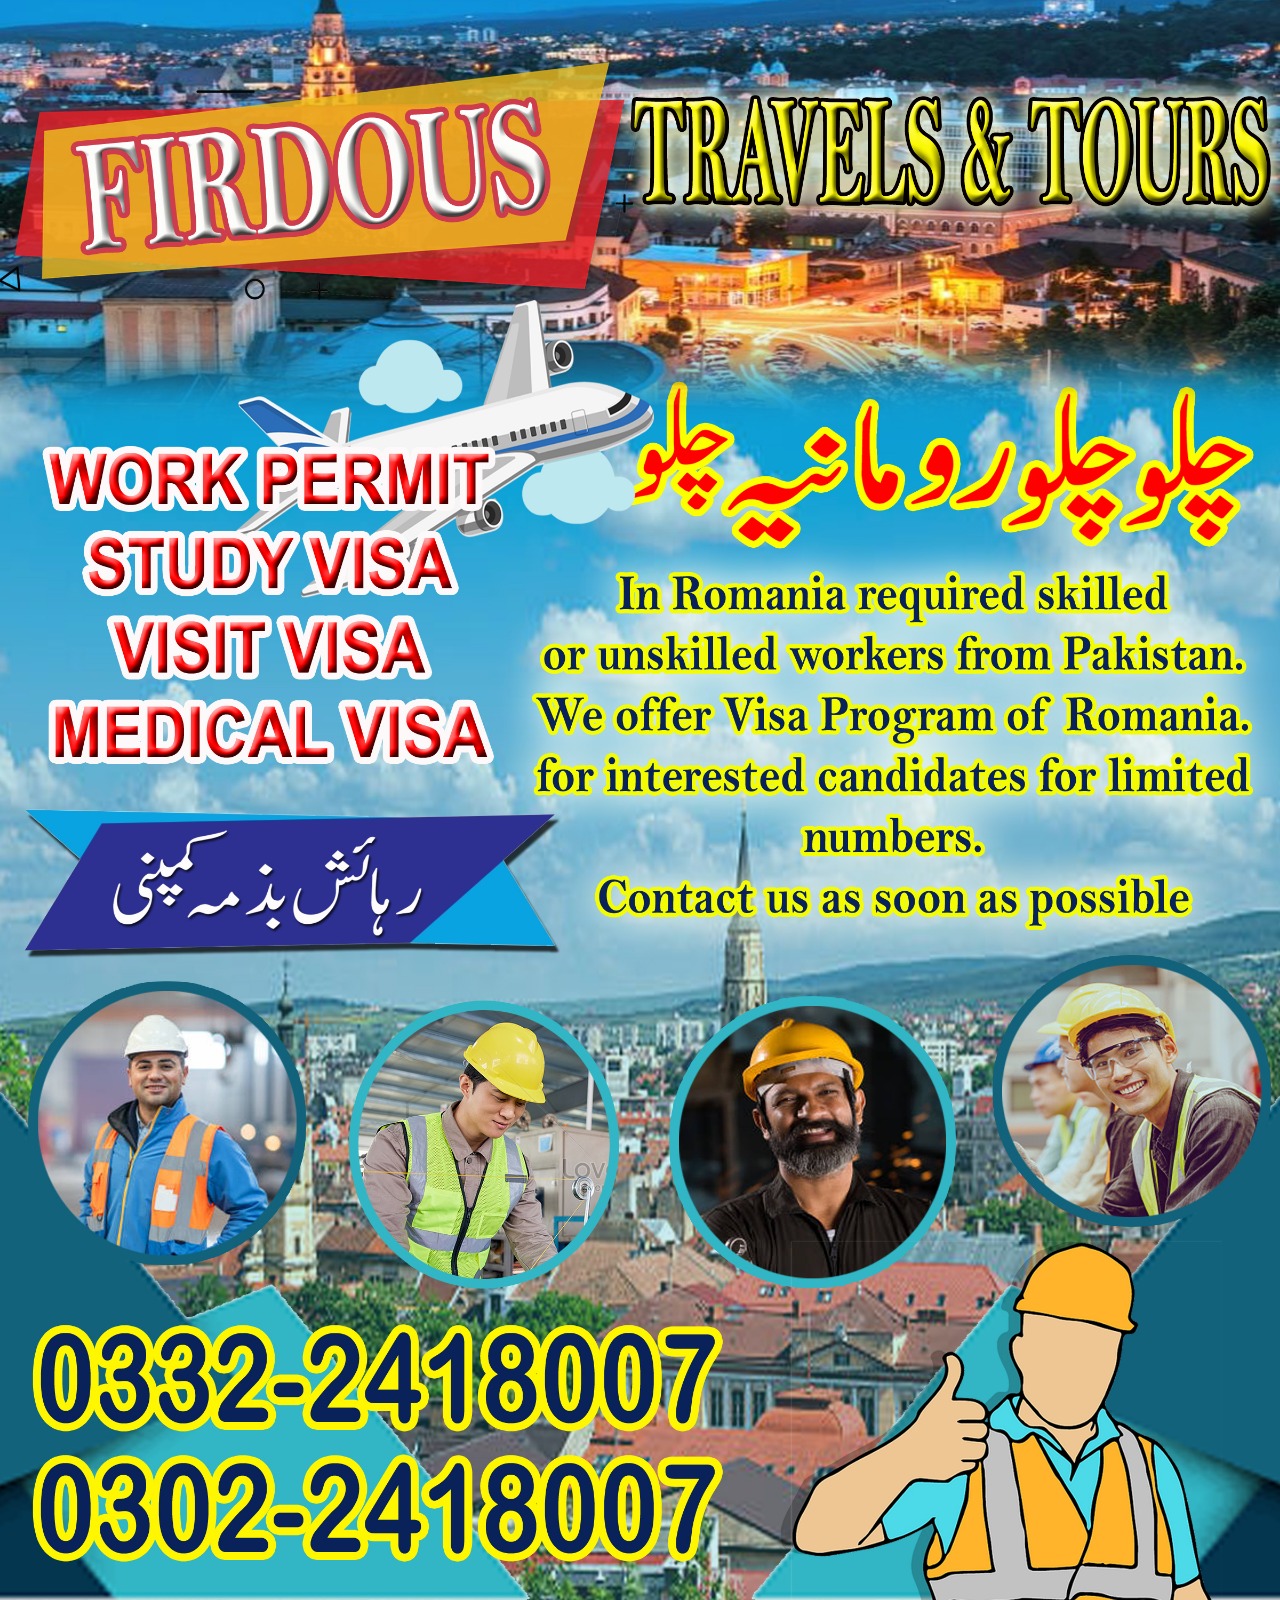 FIRDOUS TRAVELS & TOURS
WORK PERMIT
STUDY VISA
VISIT VISA
MEDICAL VISA
چلو چلو رومانیہ چلو
In Romania required skilled
or unskilled workers from Pakistan.
We offer Visa Program of Romania.
for interested candidates for limited
numbers.
Contact us as soon as possible
رہائش بذمہ کمپنی
0332-2418007
0302-2418007